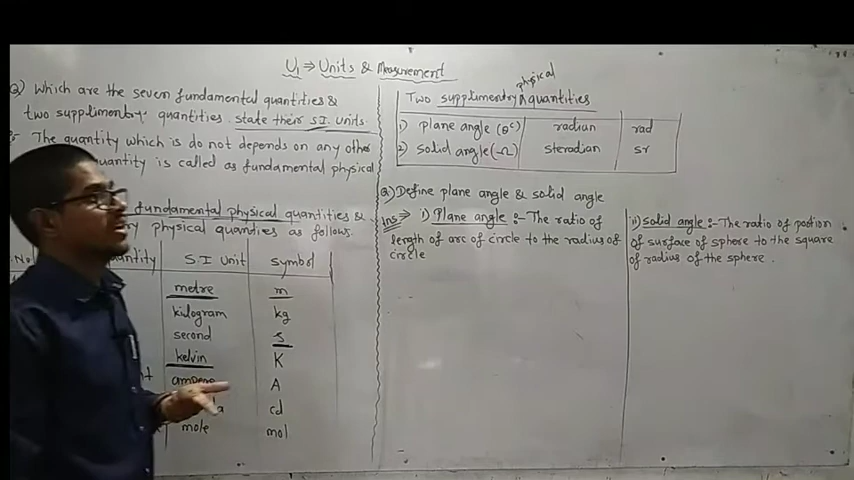 U₁ ⇒ Units & Measurement
Q) Which are the seven fundamental quantities &
two supplimentry quantities. state their S.I. units.
The quantity which is do not depends on any other
quantity is called as fundamental physical
fundamental physical quantities &
physical quantities as follows.
S.I Unit Symbol
metre m
kilogram kg
second s
kelvin K
ampere A
cd
mole mol
Two supplimentry physical quantities
1) plane angle (θᶜ) radian rad
2) solid angle (Ω) steradian sr
Q) Define plane angle & solid angle
Ans ⇒ i) Plane angle :- The ratio of
length of arc of circle to the radius of
circle
ii) solid angle :- The ratio of postion
of surface of sphere to the square
of radius of the sphere.